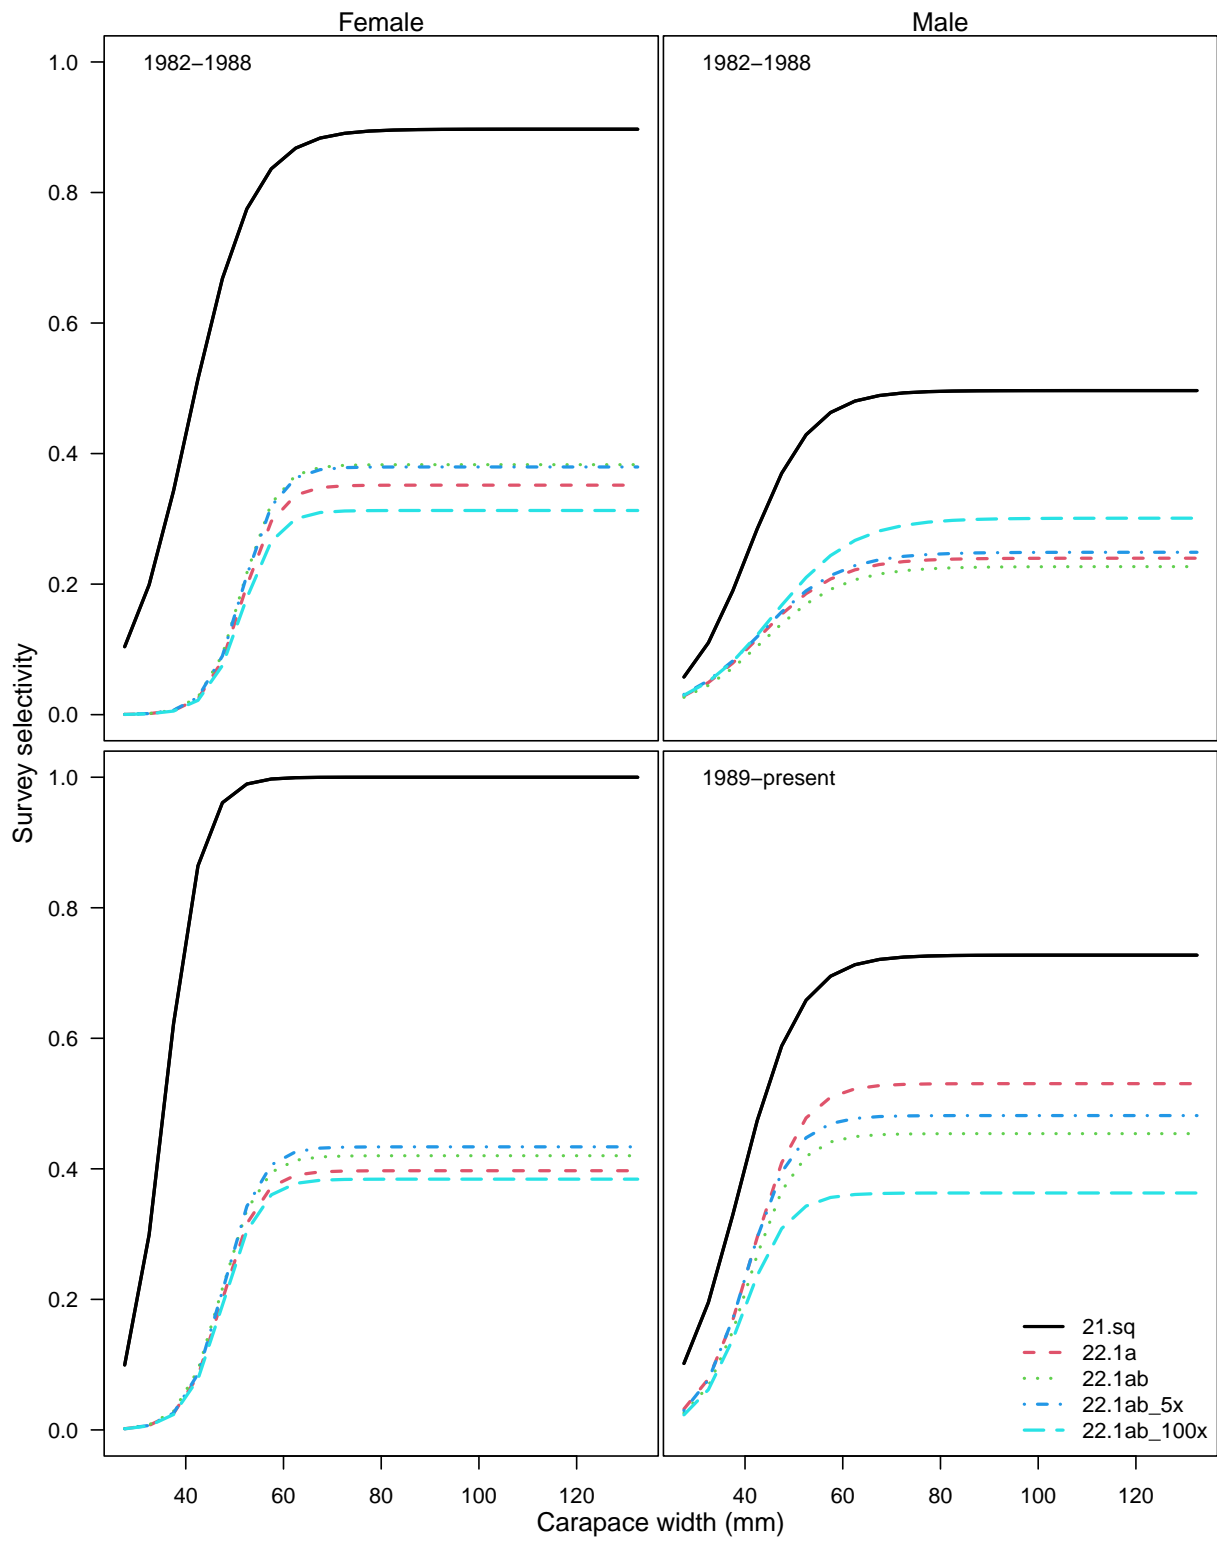 Female
Male
1982–1988
1982–1988
1.0
0.8
0.6
0.4
0.2
0.0
Survey selectivity
1989–present
1.0
0.8
0.6
0.4
0.2
0.0
21.sq
22.1a
22.1ab
22.1ab_5x
22.1ab_100x
40 60 80 100 120
40 60 80 100 120
Carapace width (mm)